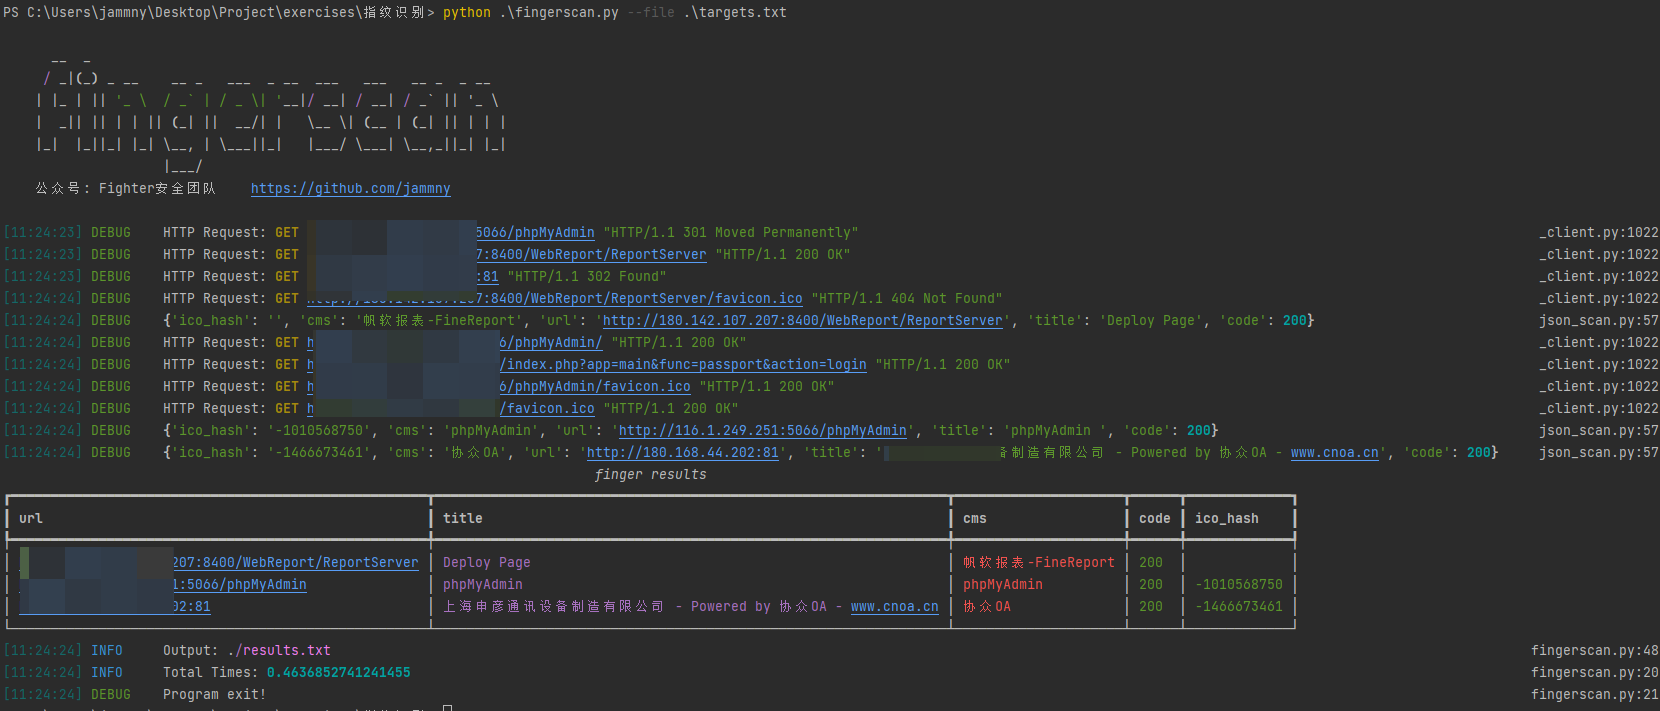 PS C:\Users\jammny\Desktop\Project\exercises\指纹识别> python .\fingerscan.py --file .\targets.txt
公众号: Fighter安全团队 https://github.com/jammny
[11:24:23] DEBUG HTTP Request: GET 5066/phpMyAdmin "HTTP/1.1 301 Moved Permanently" _client.py:1022
[11:24:23] DEBUG HTTP Request: GET 7:8400/WebReport/ReportServer "HTTP/1.1 200 OK" _client.py:1022
[11:24:23] DEBUG HTTP Request: GET :81 "HTTP/1.1 302 Found" _client.py:1022
[11:24:24] DEBUG HTTP Request: GET :8400/WebReport/ReportServer/favicon.ico "HTTP/1.1 404 Not Found" _client.py:1022
[11:24:24] DEBUG {'ico_hash': '', 'cms': '帆软报表-FineReport', 'url': 'http://180.142.107.207:8400/WebReport/ReportServer', 'title': 'Deploy Page', 'code': 200} json_scan.py:57
[11:24:24] DEBUG HTTP Request: GET h 6/phpMyAdmin/ "HTTP/1.1 200 OK" _client.py:1022
[11:24:24] DEBUG HTTP Request: GET h /index.php?app=main&func=passport&action=login "HTTP/1.1 200 OK" _client.py:1022
[11:24:24] DEBUG HTTP Request: GET h 6/phpMyAdmin/favicon.ico "HTTP/1.1 200 OK" _client.py:1022
[11:24:24] DEBUG HTTP Request: GET h /favicon.ico "HTTP/1.1 200 OK" _client.py:1022
[11:24:24] DEBUG {'ico_hash': '-1010568750', 'cms': 'phpMyAdmin', 'url': 'http://116.1.249.251:5066/phpMyAdmin', 'title': 'phpMyAdmin ', 'code': 200} json_scan.py:57
[11:24:24] DEBUG {'ico_hash': '-1466673461', 'cms': '协众OA', 'url': 'http://180.168.44.202:81', 'title': ' 备制造有限公司 - Powered by 协众OA - www.cnoa.cn', 'code': 200} json_scan.py:57
finger results
url title cms code ico_hash
207:8400/WebReport/ReportServer Deploy Page 帆软报表-FineReport 200
1:5066/phpMyAdmin phpMyAdmin phpMyAdmin 200 -1010568750
02:81 上海申彦通讯设备制造有限公司 - Powered by 协众OA - www.cnoa.cn 协众OA 200 -1466673461
[11:24:24] INFO Output: ./results.txt fingerscan.py:48
[11:24:24] INFO Total Times: 0.4636852741241455 fingerscan.py:20
[11:24:24] DEBUG Program exit! fingerscan.py:21